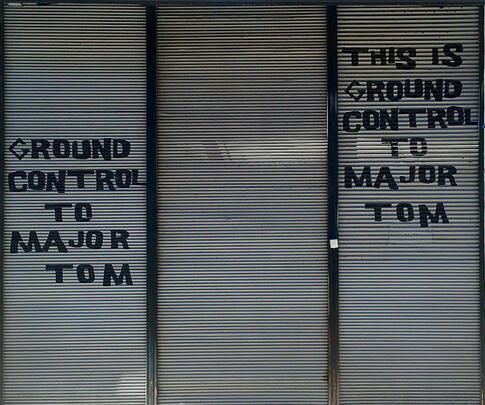 GROUND
CONTROL
TO
MAJOR
TOM
THIS IS
GROUND
CONTROL
TO
MAJOR
TOM